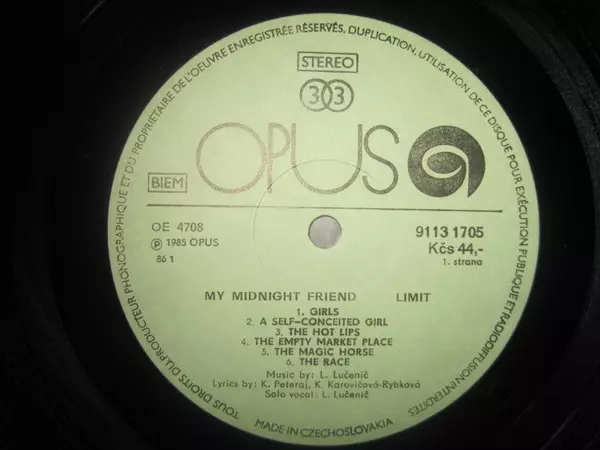 TOUS DROITS DU PRODUCTEUR PHONOGRAPHIQUE ET DU PROPRIÉTAIRE DE L'OEUVRE ENREGISTRÉE RÉSERVÉS, DUPLICATION, UTILISATION DE CE DISQUE POUR EXÉCUTION PUBLIQUE ET RADIODIFFUSION INTERDITES
STEREO
33
OPUS
BIEM
OE 4708
℗ 1985 OPUS
86 1
9113 1705
Kčs 44,-
1. strana
MY MIDNIGHT FRIEND LIMIT
1. GIRLS
2. A SELF-CONCEITED GIRL
3. THE HOT LIPS
4. THE EMPTY MARKET PLACE
5. THE MAGIC HORSE
6. THE RACE
Music by: L. Lučenič
Lyrics by: K. Peteraj, K. Karovičová-Rybková
Solo vocal: L. Lučenič
MADE IN CZECHOSLOVAKIA